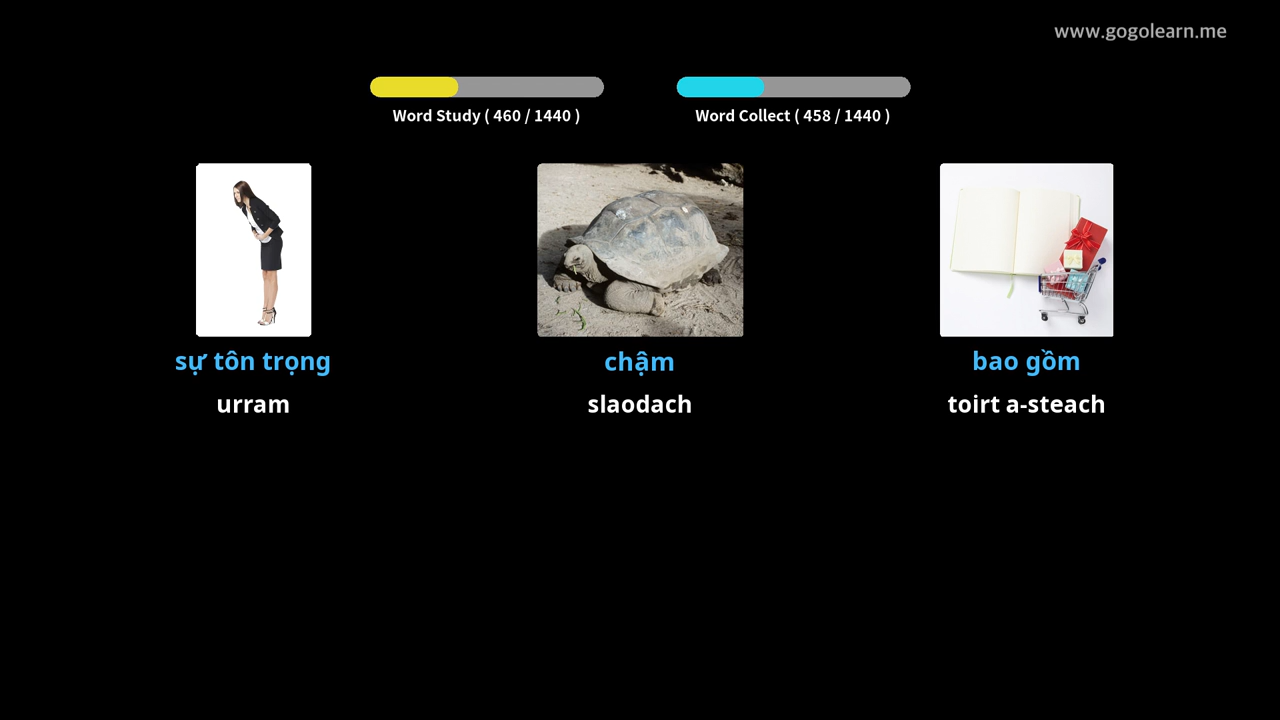 www.gogolearn.me
Word Study ( 460 / 1440 )
Word Collect ( 458 / 1440 )
sự tôn trọng
chậm
bao gồm
urram
slaodach
toirt a-steach